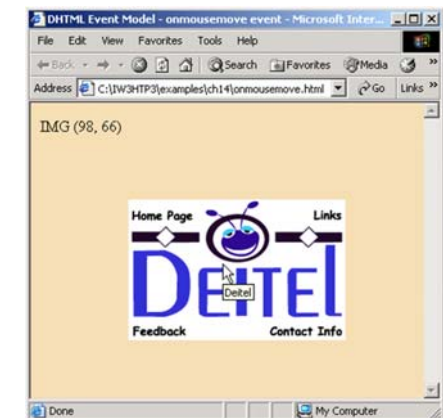 DHTML Event Model - onmousemove event - Microsoft Inter...
File Edit View Favorites Tools Help
Back Search Favorites Media »
Address C:\IW3HTP3\examples\ch14\onmousemove.html Go Links »
IMG (98, 66)
Home Page Links
DEITEL
Deitel
Feedback Contact Info
Done My Computer